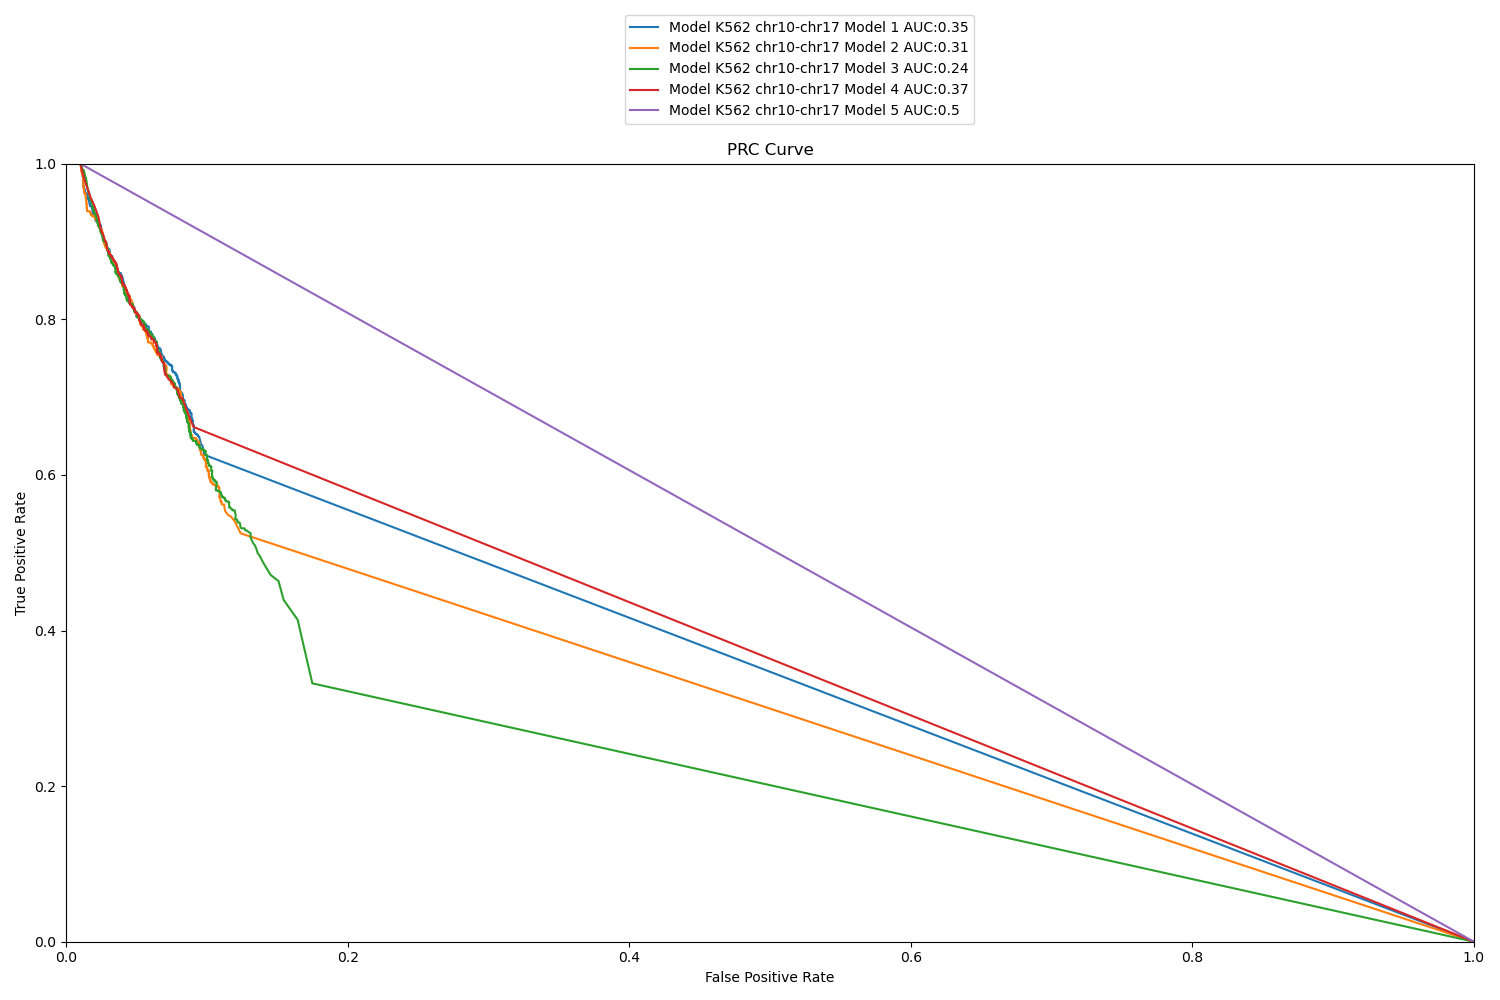 Model K562 chr10-chr17 Model 1 AUC:0.35
Model K562 chr10-chr17 Model 2 AUC:0.31
Model K562 chr10-chr17 Model 3 AUC:0.24
Model K562 chr10-chr17 Model 4 AUC:0.37
Model K562 chr10-chr17 Model 5 AUC:0.5
PRC Curve
True Positive Rate
1.0
0.8
0.6
0.4
0.2
0.0
0.0 0.2 0.4 0.6 0.8 1.0
False Positive Rate